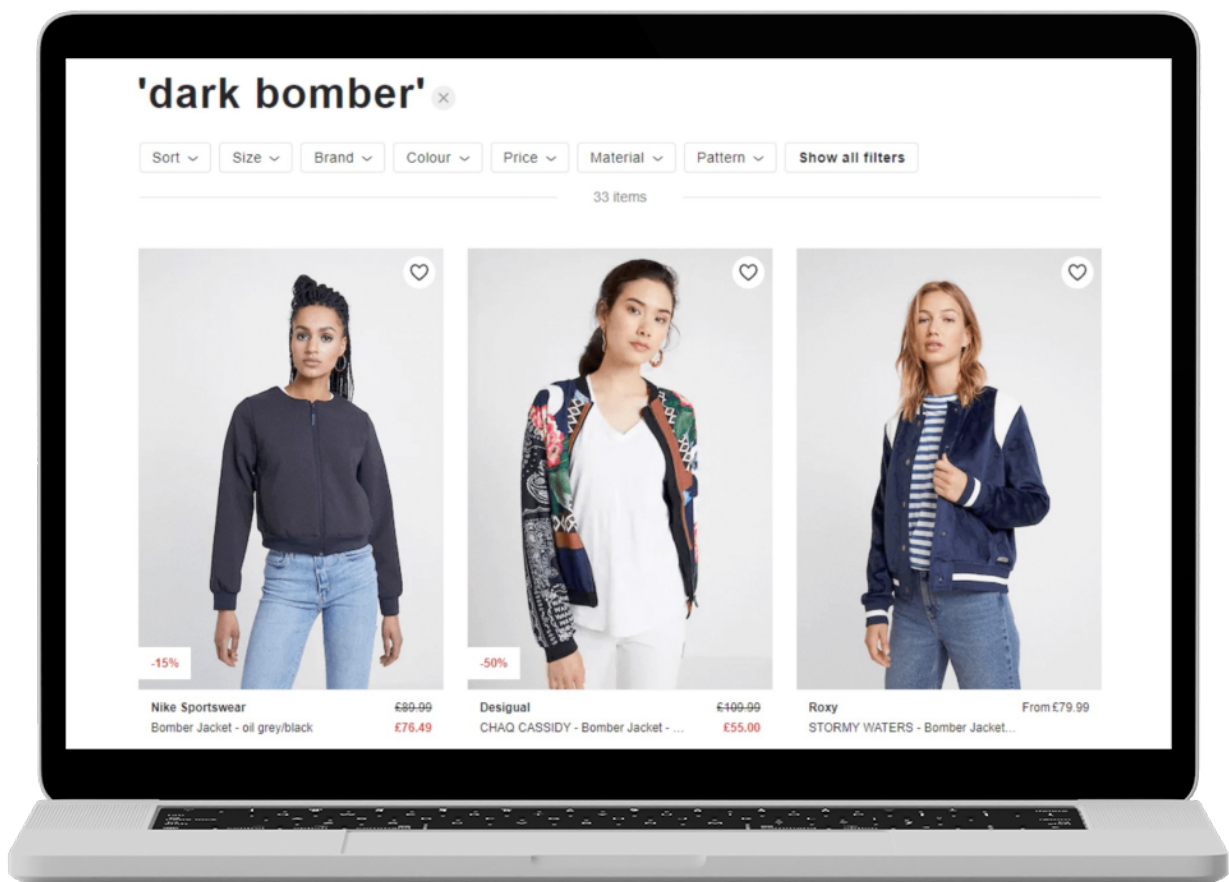 'dark bomber'
Sort Size Brand Colour Price Material Pattern Show all filters
33 items
-15%
-50%
Nike Sportswear £89.99
Bomber Jacket - oil grey/black £76.49
Desigual £109.99
CHAQ CASSIDY - Bomber Jacket - ... £55.00
Roxy From £79.99
STORMY WATERS - Bomber Jacket...